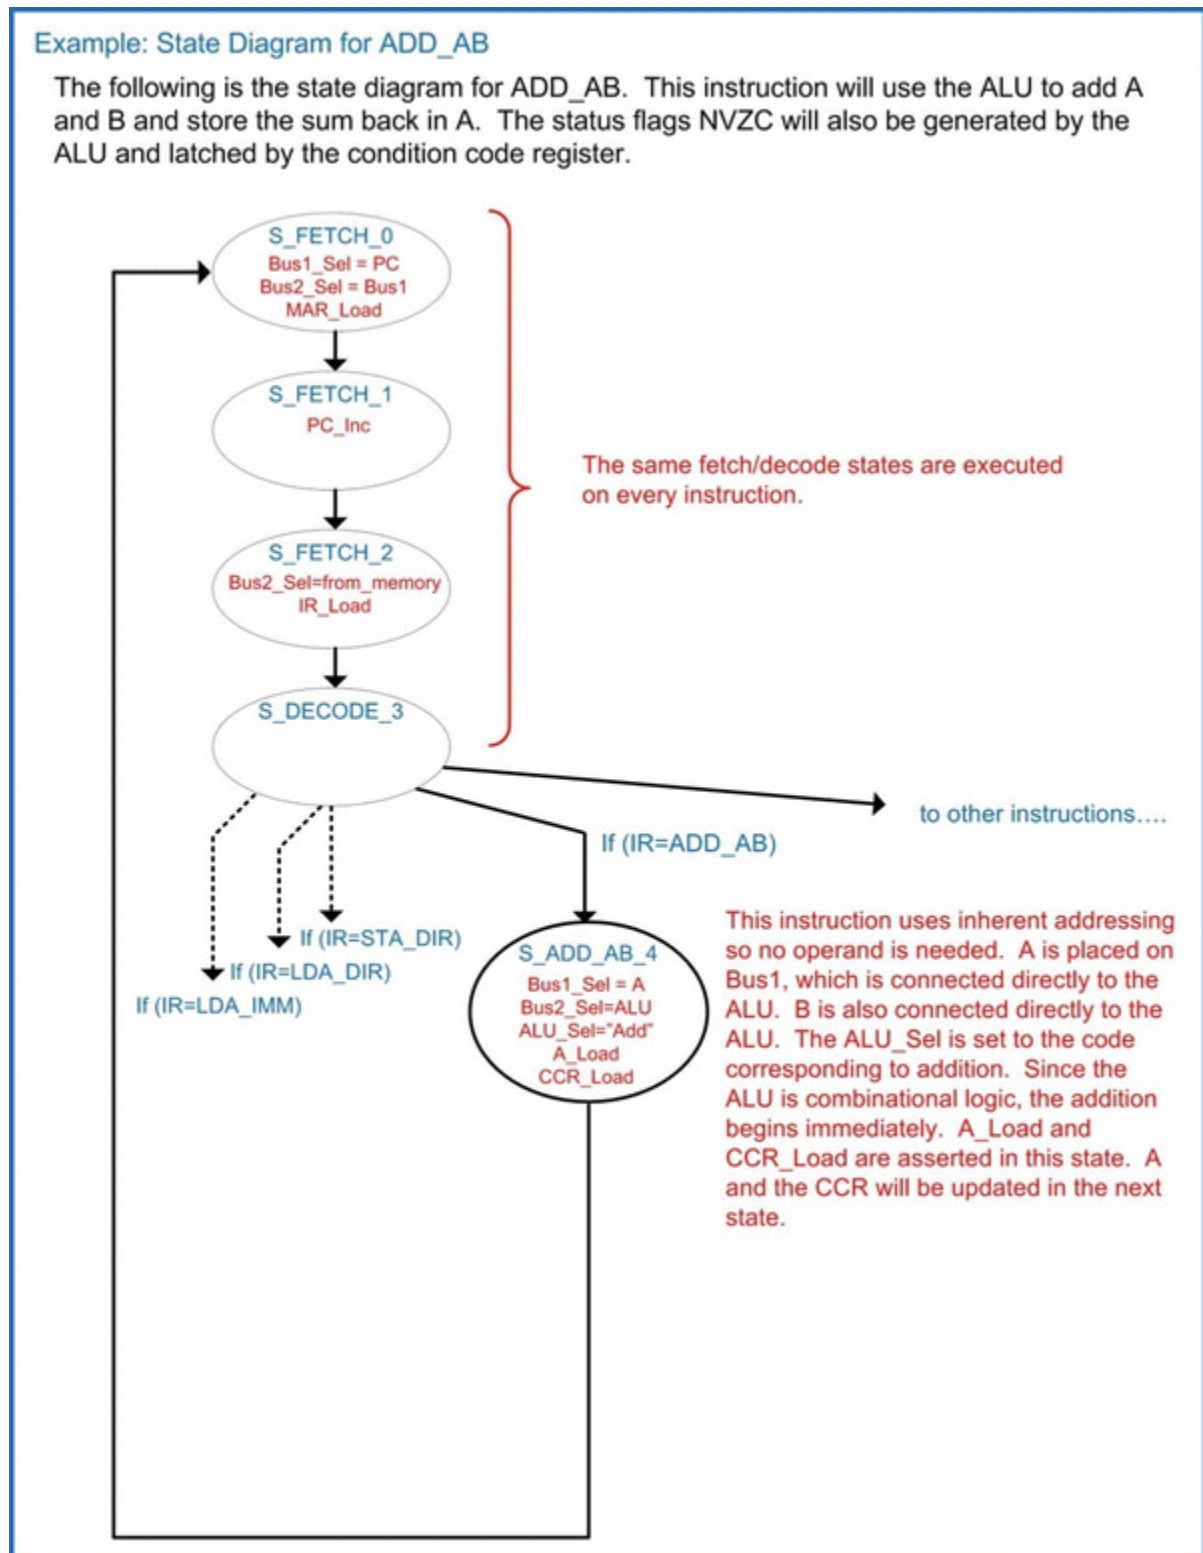 Example: State Diagram for ADD_AB
The following is the state diagram for ADD_AB.  This instruction will use the ALU to add A
and B and store the sum back in A.  The status flags NVZC will also be generated by the
ALU and latched by the condition code register.
S_FETCH_0
Bus1_Sel = PC
Bus2_Sel = Bus1
MAR_Load
S_FETCH_1
PC_Inc
The same fetch/decode states are executed
on every instruction.
S_FETCH_2
Bus2_Sel=from_memory
IR_Load
S_DECODE_3
to other instructions....
If (IR=ADD_AB)
If (IR=STA_DIR)
If (IR=LDA_DIR)
If (IR=LDA_IMM)
S_ADD_AB_4
Bus1_Sel = A
Bus2_Sel=ALU
ALU_Sel="Add"
A_Load
CCR_Load
This instruction uses inherent addressing
so no operand is needed.  A is placed on
Bus1, which is connected directly to the
ALU.  B is also connected directly to the
ALU.  The ALU_Sel is set to the code
corresponding to addition.  Since the
ALU is combinational logic, the addition
begins immediately.  A_Load and
CCR_Load are asserted in this state.  A
and the CCR will be updated in the next
state.